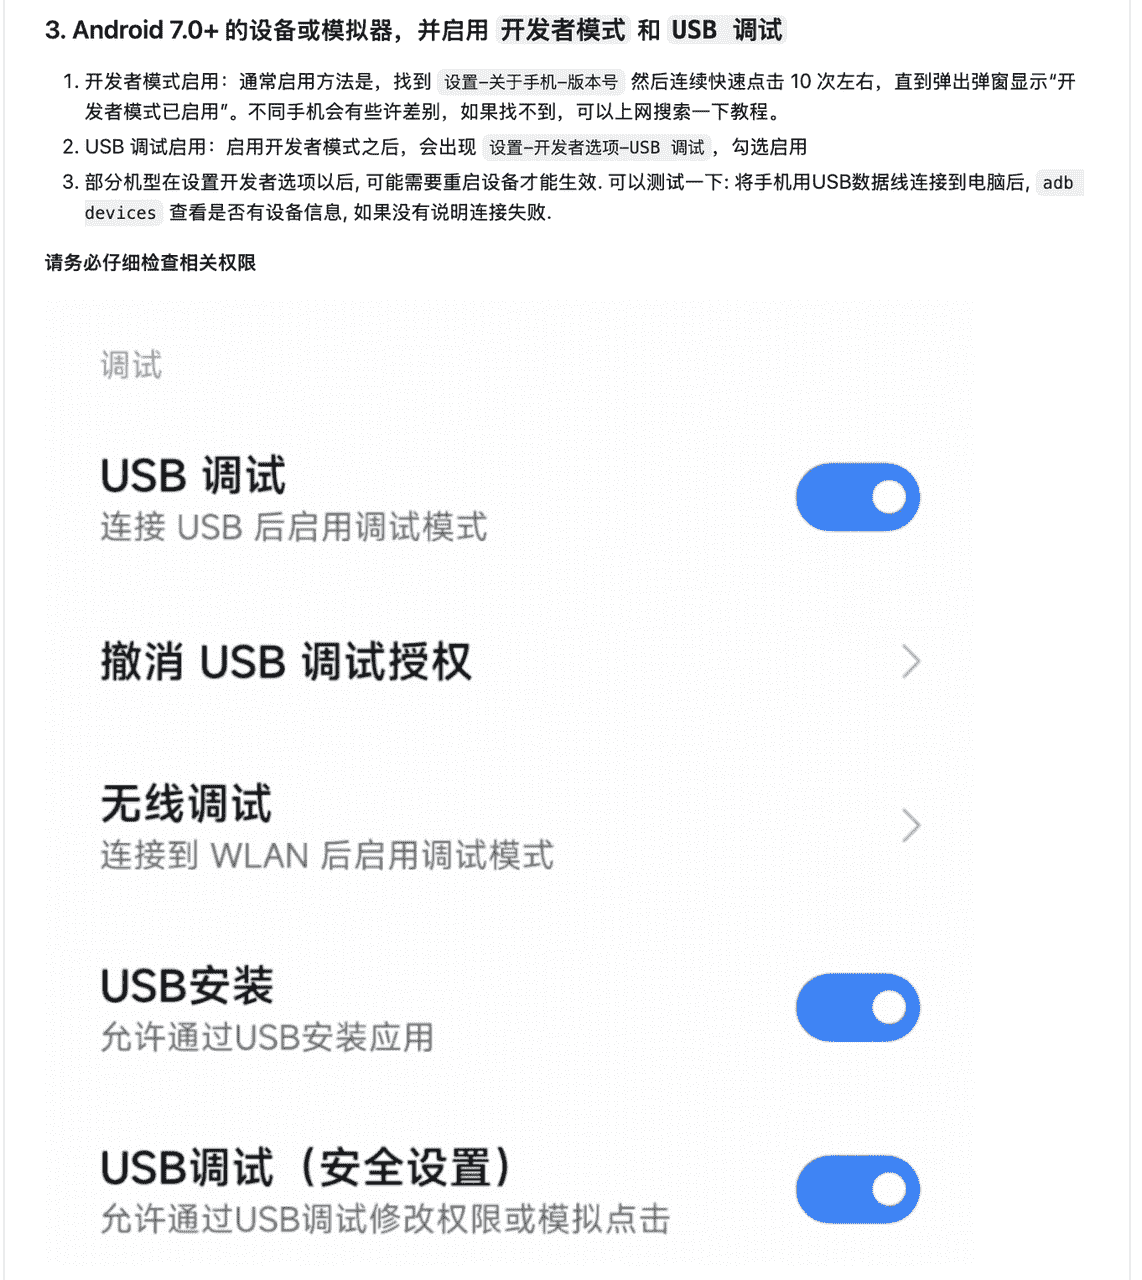 3. Android 7.0+ 的设备或模拟器，并启用 开发者模式 和 USB 调试
1. 开发者模式启用：通常启用方法是，找到 设置-关于手机-版本号 然后连续快速点击 10 次左右，直到弹出弹窗显示“开
发者模式已启用”。不同手机会有些许差别，如果找不到，可以上网搜索一下教程。
2. USB 调试启用：启用开发者模式之后，会出现 设置-开发者选项-USB 调试 ，勾选启用
3. 部分机型在设置开发者选项以后, 可能需要重启设备才能生效. 可以测试一下: 将手机用USB数据线连接到电脑后, adb
devices 查看是否有设备信息, 如果没有说明连接失败.
请务必仔细检查相关权限
调试
USB 调试
连接 USB 后启用调试模式
撤消 USB 调试授权
无线调试
连接到 WLAN 后启用调试模式
USB安装
允许通过USB安装应用
USB调试（安全设置）
允许通过USB调试修改权限或模拟点击